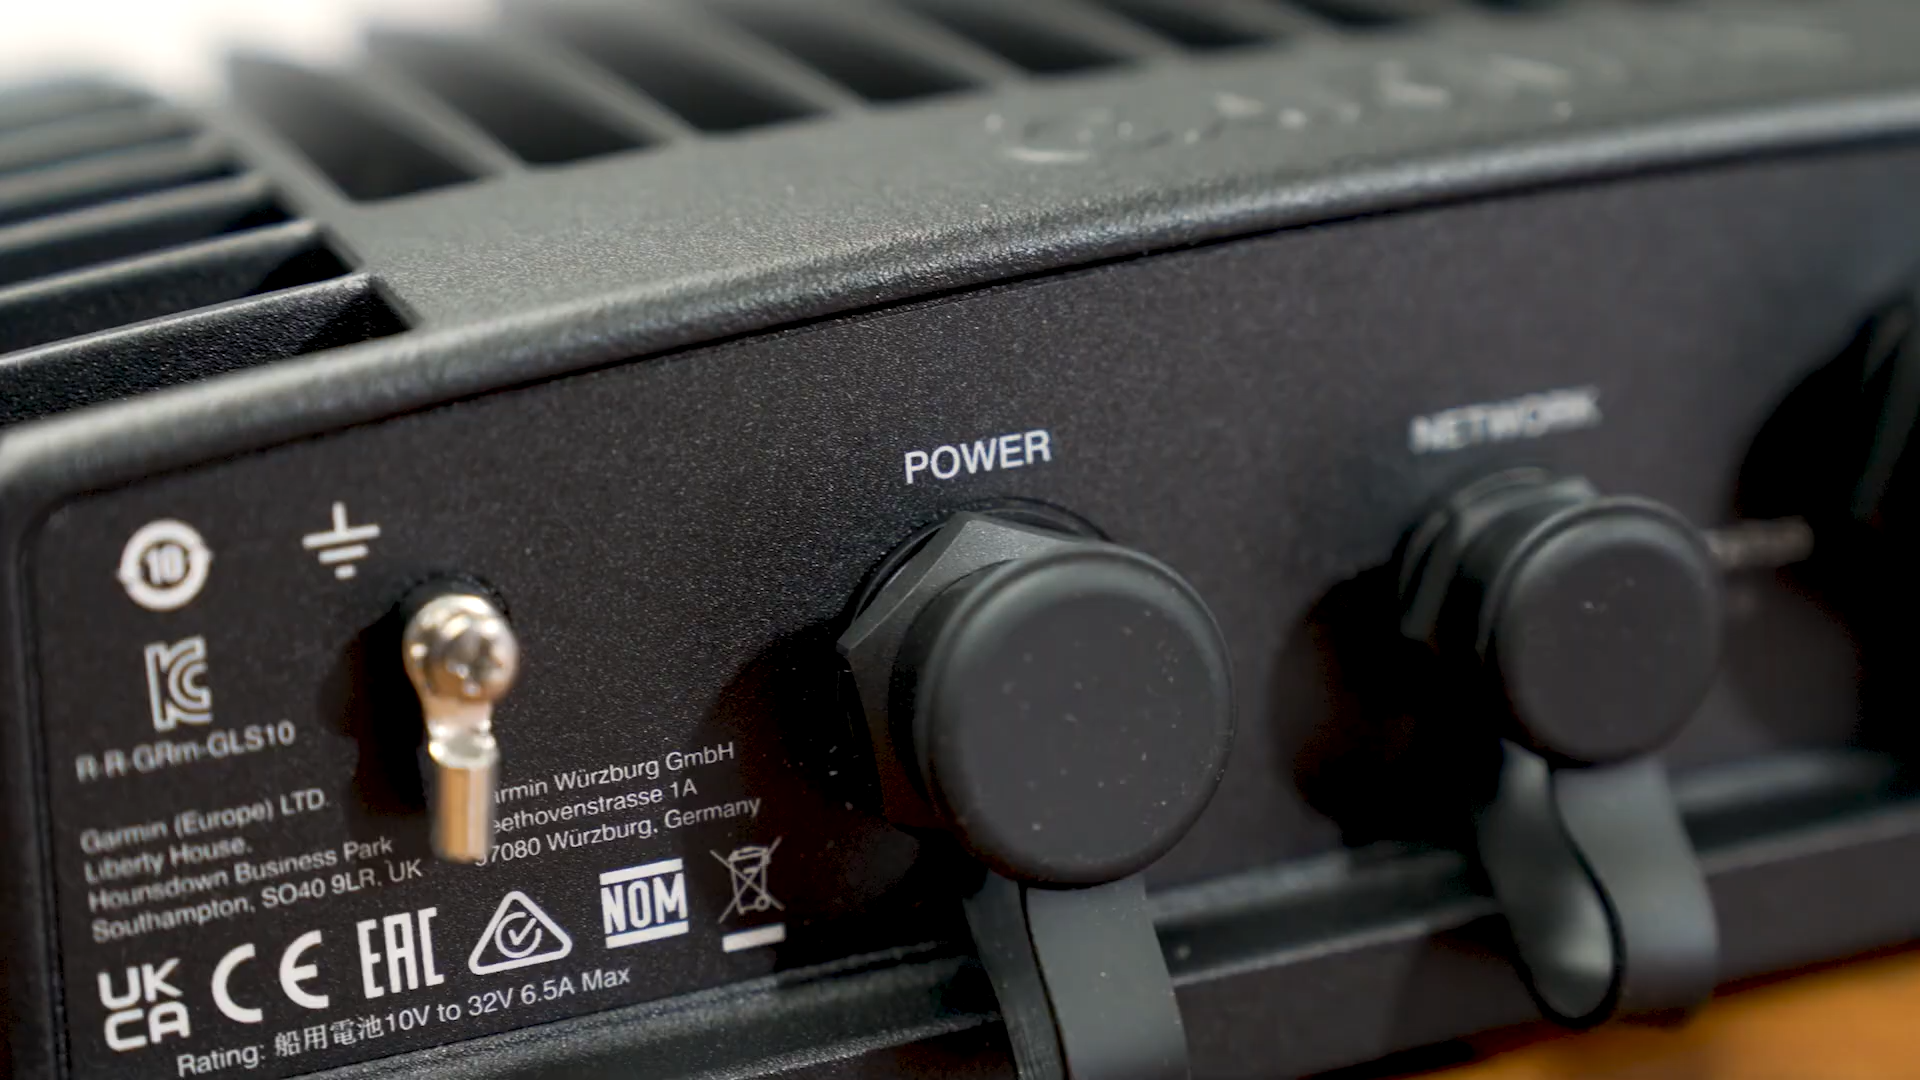 POWER
NETWORK
10
R-R-GRm-GLS10
Garmin (Europe) LTD.
Liberty House,
Hounsdown Business Park
Southampton, SO40 9LR, UK
armin Würzburg GmbH
eethovenstrasse 1A
97080 Würzburg, Germany
UK
CA
CE
EAC
NOM
Rating: 船用電池10V to 32V 6.5A Max